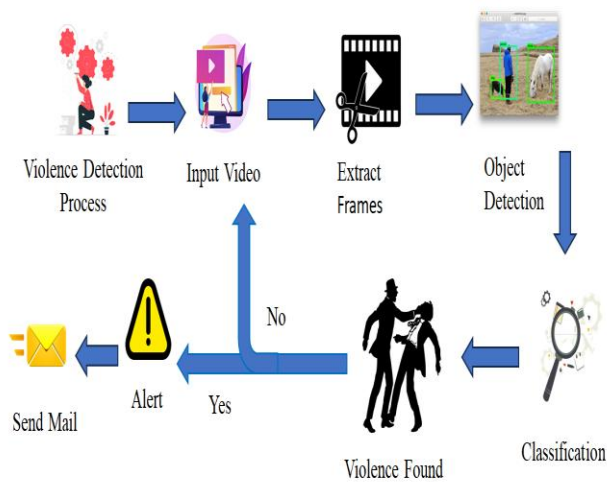 Violence Detection
Process
Input Video
Extract
Frames
Object
Detection
No
Yes
Send Mail
Alert
Violence Found
Classification